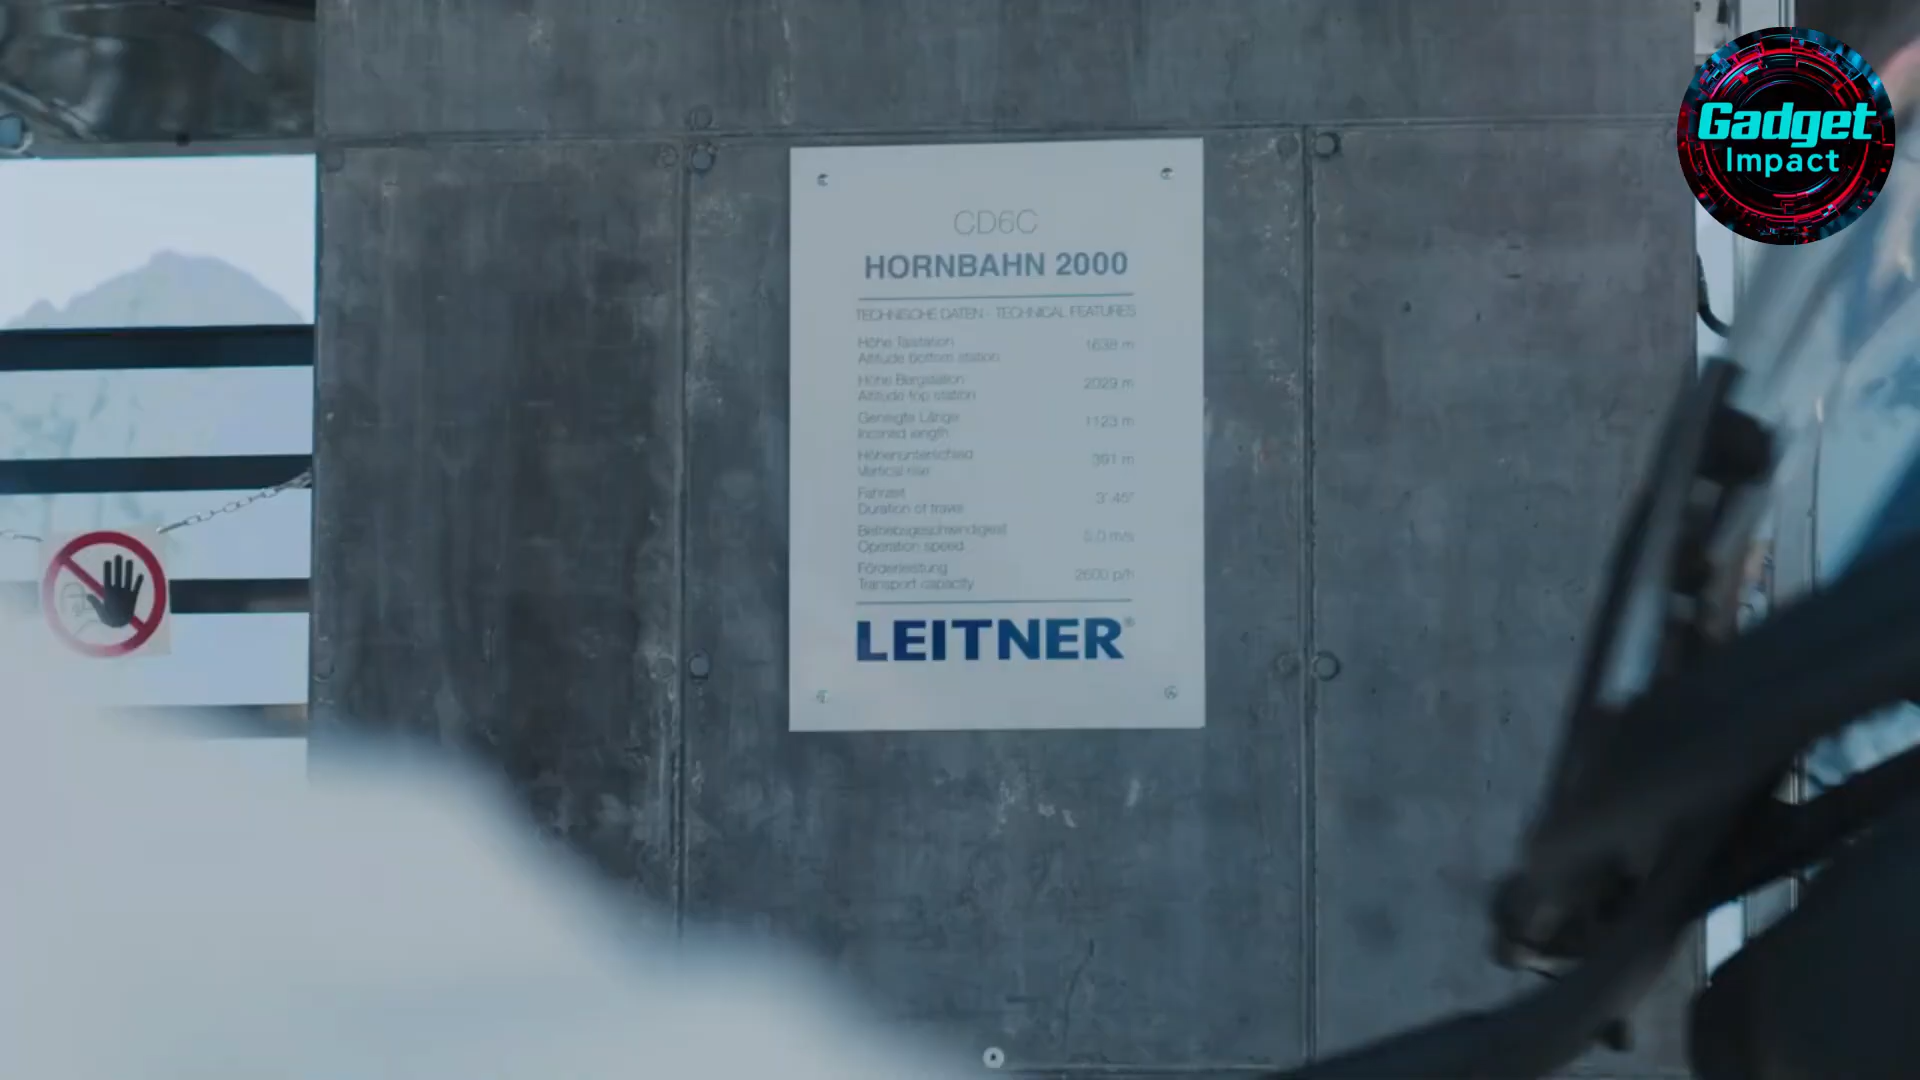 Gadget
Impact
CD6C
HORNBAHN 2000
TECHNISCHE DATEN - TECHNICAL FEATURES
Höhe Talstation
Altitude bottom station
1638 m
Höhe Bergstation
Altitude top station
2029 m
Geneigte Länge
Inclined length
1123 m
Höhenunterschied
Vertical rise
391 m
Fahrzeit
Duration of travel
3' 45"
Betriebsgeschwindigkeit
Operation speed
5.0 m/s
Förderleistung
Transport capacity
2600 p/h
LEITNER®